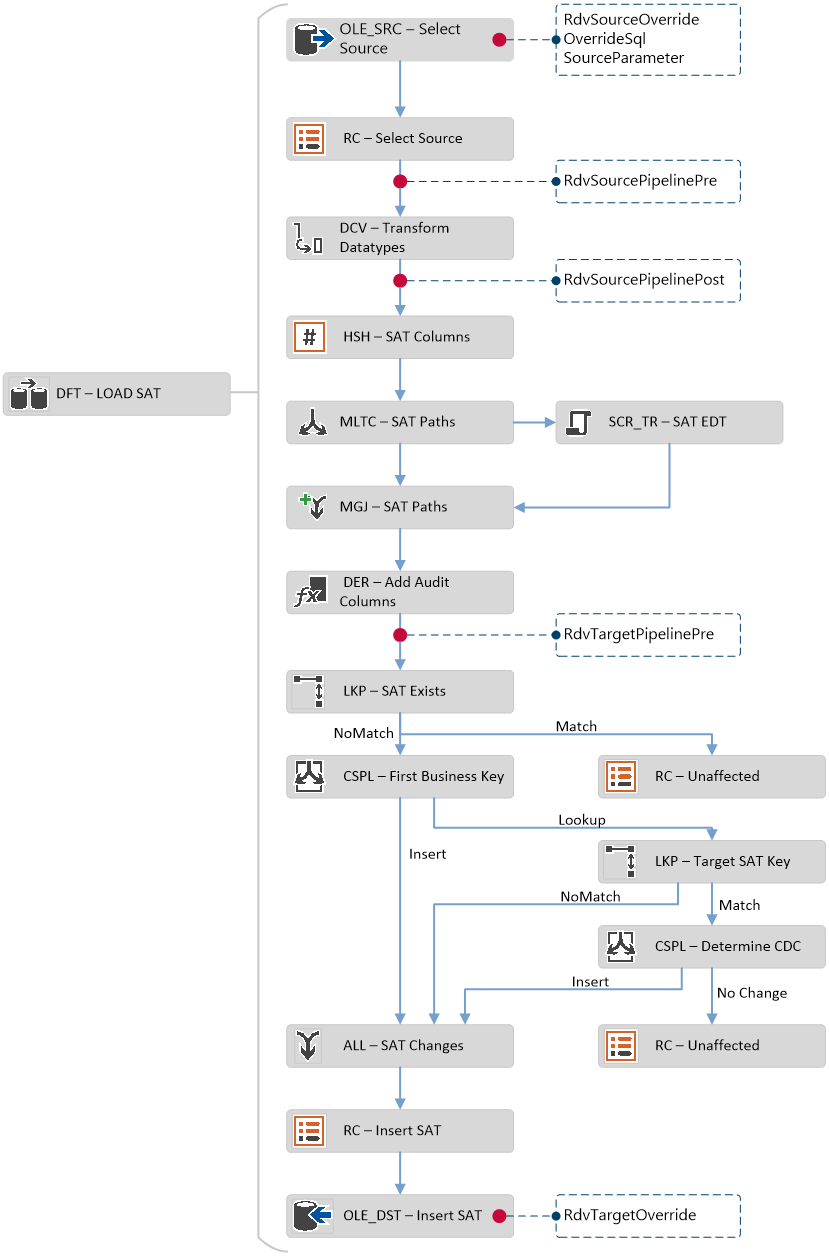 OLE_SRC – Select
Source
RdvSourceOverride
OverrideSql
SourceParameter
RC – Select Source
RdvSourcePipelinePre
DCV – Transform
Datatypes
RdvSourcePipelinePost
#
HSH – SAT Columns
DFT – LOAD SAT
MLTC – SAT Paths
SCR_TR – SAT EDT
MGJ – SAT Paths
fx
DER – Add Audit
Columns
RdvTargetPipelinePre
LKP – SAT Exists
NoMatch
Match
CSPL – First Business Key
RC – Unaffected
Lookup
Insert
LKP – Target SAT Key
NoMatch
Match
CSPL – Determine CDC
Insert
No Change
ALL – SAT Changes
RC – Unaffected
RC – Insert SAT
OLE_DST – Insert SAT
RdvTargetOverride